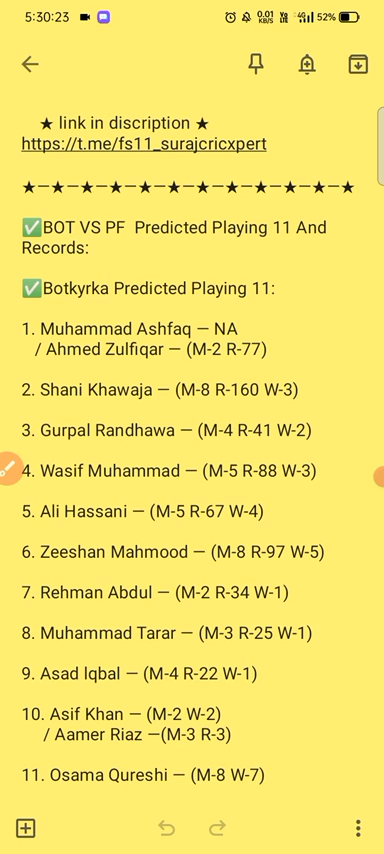 5:30:23
0.01 KB/S
Vo LTE
4G
52%
★ link in discription ★
https://t.me/fs11_surajcricxpert
★—★—★—★—★—★—★—★—★—★—★—★
✅BOT VS PF Predicted Playing 11 And
Records:
✅Botkyrka Predicted Playing 11:
1. Muhammad Ashfaq — NA
/ Ahmed Zulfiqar — (M-2 R-77)
2. Shani Khawaja — (M-8 R-160 W-3)
3. Gurpal Randhawa — (M-4 R-41 W-2)
4. Wasif Muhammad — (M-5 R-88 W-3)
5. Ali Hassani — (M-5 R-67 W-4)
6. Zeeshan Mahmood — (M-8 R-97 W-5)
7. Rehman Abdul — (M-2 R-34 W-1)
8. Muhammad Tarar — (M-3 R-25 W-1)
9. Asad Iqbal — (M-4 R-22 W-1)
10. Asif Khan — (M-2 W-2)
/ Aamer Riaz —(M-3 R-3)
11. Osama Qureshi — (M-8 W-7)